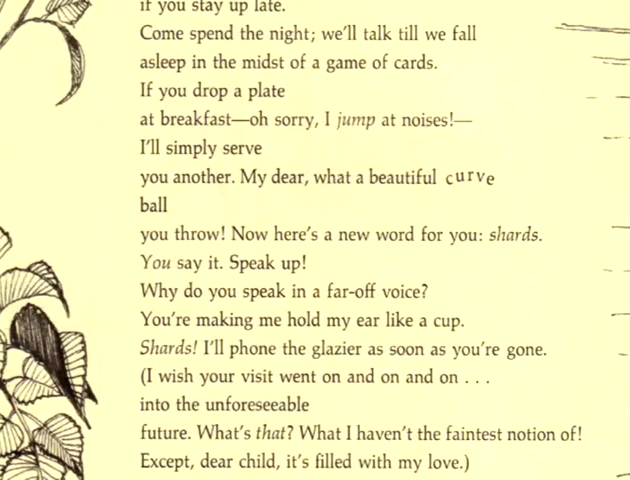 if you stay up late.
Come spend the night; we'll talk till we fall
asleep in the midst of a game of cards.
If you drop a plate
at breakfast—oh sorry, I jump at noises!—
I'll simply serve
you another. My dear, what a beautiful curve
ball
you throw! Now here's a new word for you: shards.
You say it. Speak up!
Why do you speak in a far-off voice?
You're making me hold my ear like a cup.
Shards! I'll phone the glazier as soon as you're gone.
(I wish your visit went on and on and on . . .
into the unforeseeable
future. What's that? What I haven't the faintest notion of!
Except, dear child, it's filled with my love.)